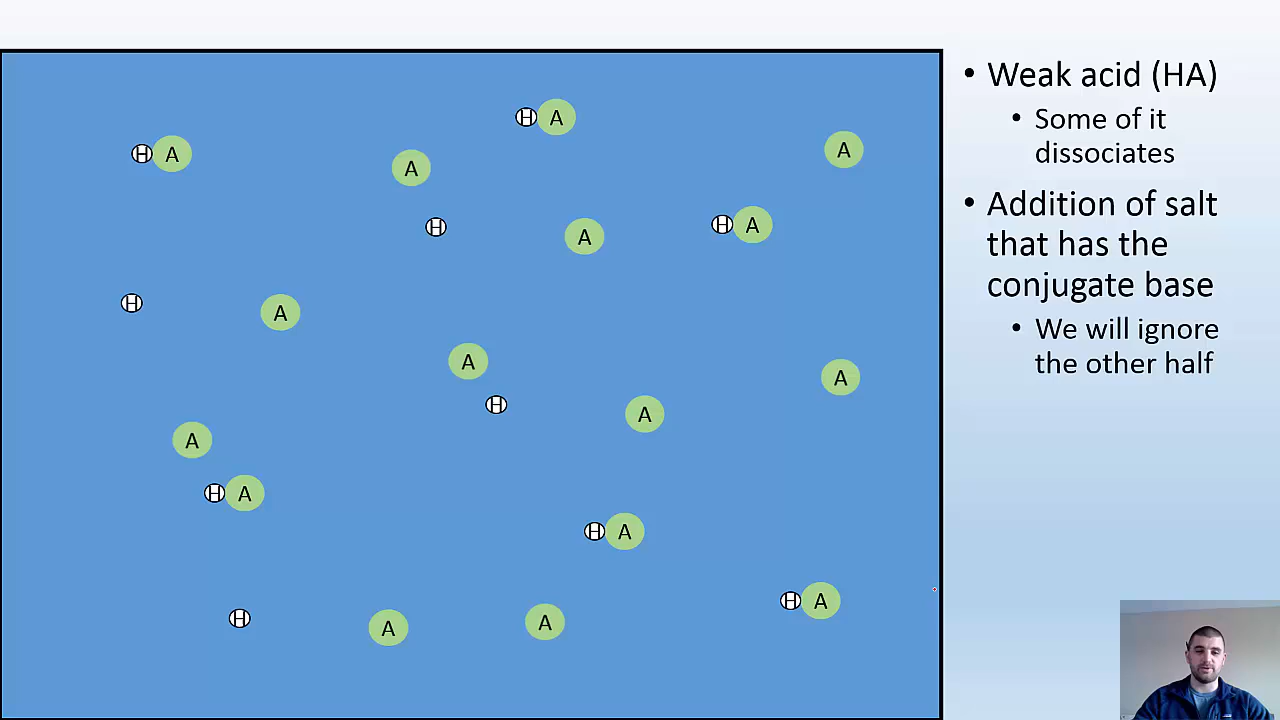 • Weak acid (HA)
• Some of it
dissociates
• Addition of salt
that has the
conjugate base
• We will ignore
the other half
H A
H A
A
A
H
A
H A
H
A
A
H
A
A
A
H A
H A
H
A
A
H A